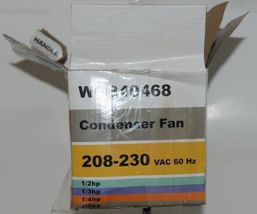 HANDLE
Condenser Fan
208-230 VAC 60 Hz
1/2hp
1/3hp
1/4hp